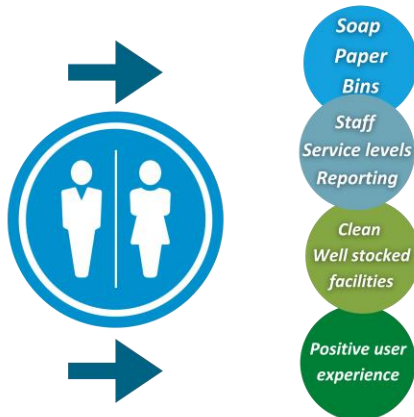 Soap
Paper
Bins
Staff
Service levels
Reporting
Clean
Well stocked
facilities
Positive user
experience